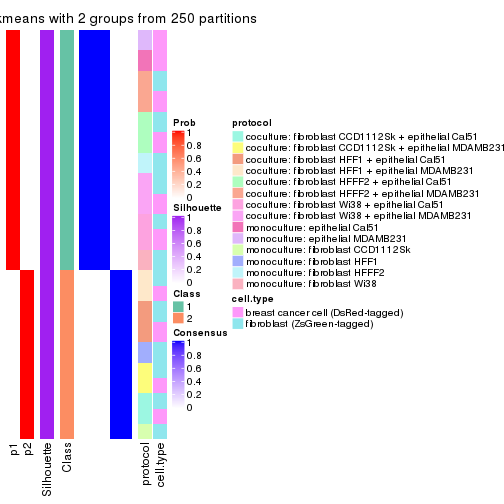 kmeans with 2 groups from 250 partitions
Prob
1
0.8
0.6
0.4
0.2
0
Silhouette
1
0.8
0.6
0.4
0.2
0
Class
1
2
Consensus
1
0.8
0.6
0.4
0.2
0
protocol
coculture: fibroblast CCD1112Sk + epithelial Cal51
coculture: fibroblast CCD1112Sk + epithelial MDAMB231
coculture: fibroblast HFF1 + epithelial Cal51
coculture: fibroblast HFF1 + epithelial MDAMB231
coculture: fibroblast HFFF2 + epithelial Cal51
coculture: fibroblast HFFF2 + epithelial MDAMB231
coculture: fibroblast Wi38 + epithelial Cal51
coculture: fibroblast Wi38 + epithelial MDAMB231
monoculture: epithelial Cal51
monoculture: epithelial MDAMB231
monoculture: fibroblast CCD1112Sk
monoculture: fibroblast HFF1
monoculture: fibroblast HFFF2
monoculture: fibroblast Wi38
cell.type
breast cancer cell (DsRed-tagged)
fibroblast (ZsGreen-tagged)
p1
p2
Silhouette
Class
protocol
cell.type